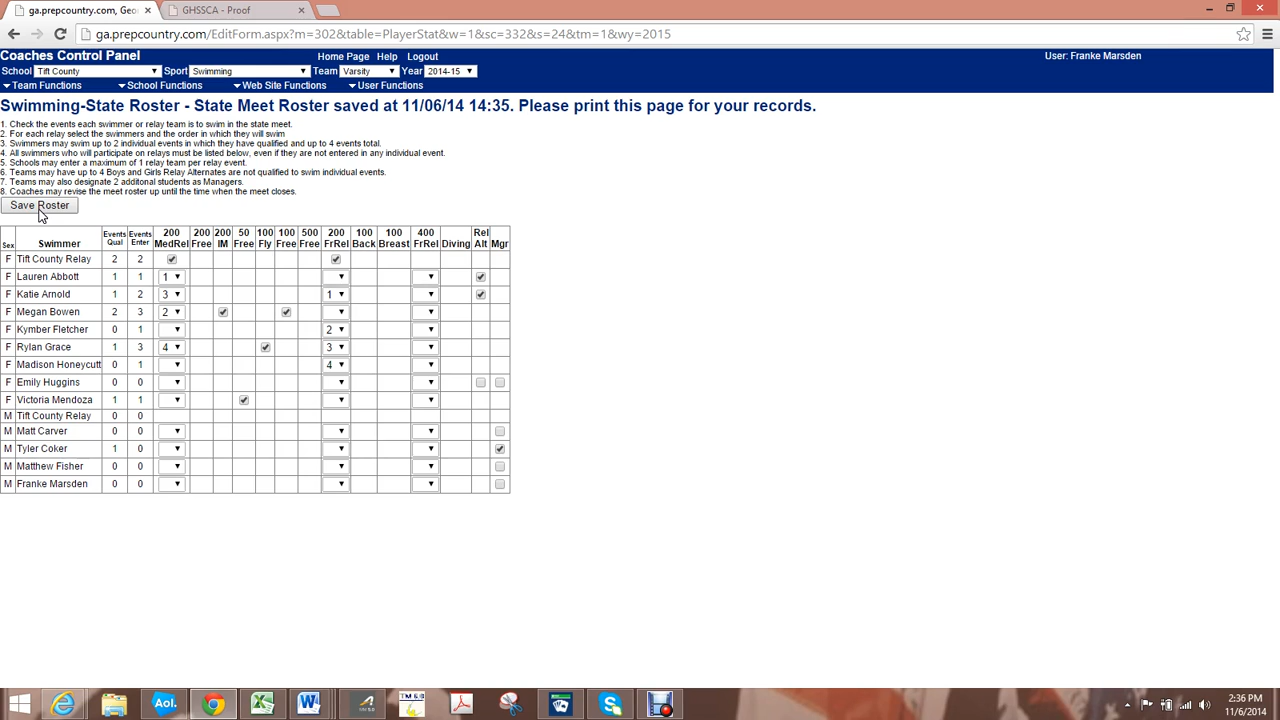 ga.prepcountry.com, Geo
GHSSCA - Proof
ga.prepcountry.com/EditForm.aspx?m=302&table=PlayerStat&w=1&sc=332&s=24&tm=1&wy=2015
Coaches Control Panel Home Page Help Logout User: Franke Marsden
School Tift County Sport Swimming Team Varsity Year 2014-15
Team Functions School Functions Web Site Functions User Functions
Swimming-State Roster - State Meet Roster saved at 11/06/14 14:35. Please print this page for your records.
1. Check the events each swimmer or relay team is to swim in the state meet.
2. For each relay select the swimmers and the order in which they will swim
3. Swimmers may swim up to 2 individual events in which they have qualified and up to 4 events total.
4. All swimmers who will participate on relays must be listed below, even if they are not entered in any individual event.
5. Schools may enter a maximum of 1 relay team per relay event.
6. Teams may have up to 4 Boys and Girls Relay Alternates are not qualified to swim individual events.
7. Teams may also designate 2 additonal students as Managers.
8. Coaches may revise the meet roster up until the time when the meet closes.
Save Roster
Sex Swimmer Events Qual Events Enter 200 MedRel 200 Free 200 IM 50 Free 100 Fly 100 Free 500 Free 200 FrRel 100 Back 100 Breast 400 FrRel Diving Rel Alt Mgr
F Tift County Relay 2 2
F Lauren Abbott 1 1 1
F Katie Arnold 1 2 3 1
F Megan Bowen 2 3 2
F Kymber Fletcher 0 1 2
F Rylan Grace 1 3 4 3
F Madison Honeycutt 0 1 4
F Emily Huggins 0 0
F Victoria Mendoza 1 1
M Tift County Relay 0 0
M Matt Carver 0 0
M Tyler Coker 1 0
M Matthew Fisher 0 0
M Franke Marsden 0 0
Aol.
TM 5.0
2:36 PM
11/6/2014